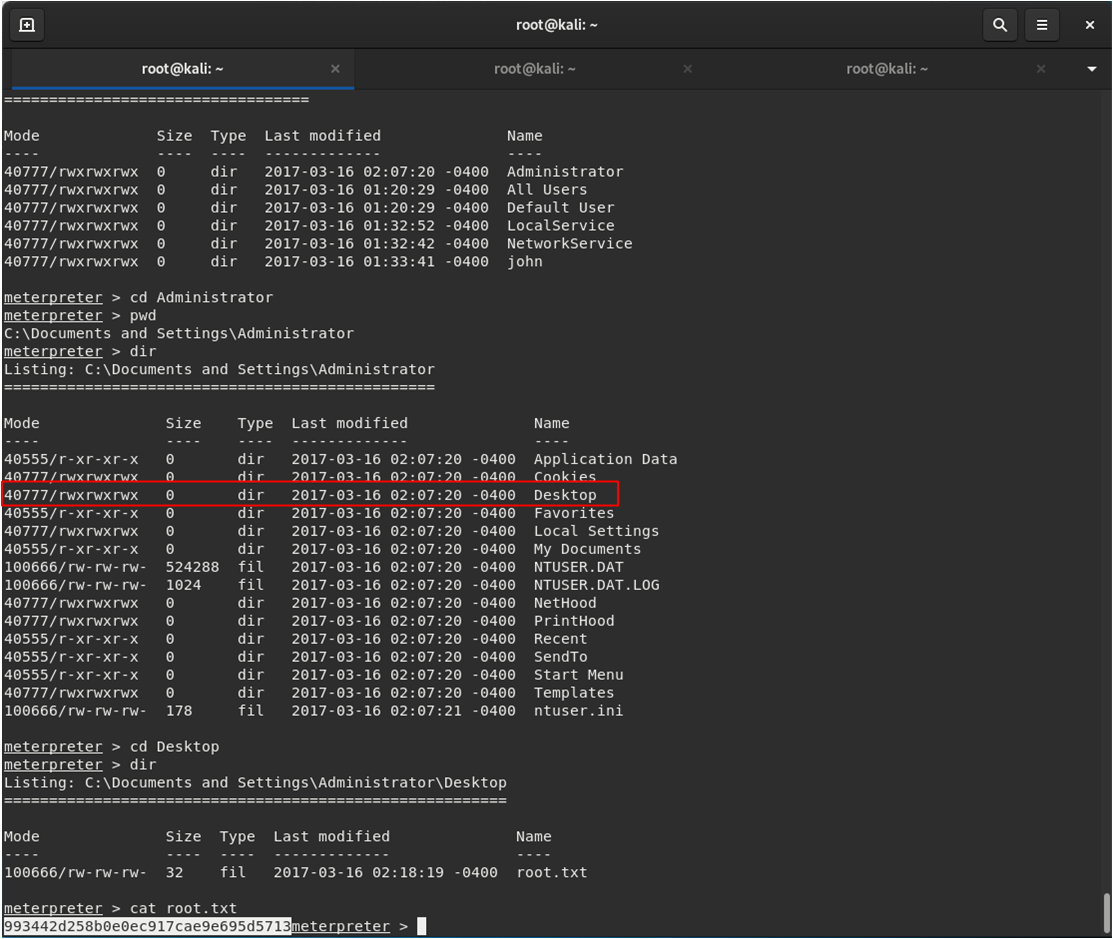 root@kali: ~
root@kali: ~ × root@kali: ~ × root@kali: ~ ×
==================================
Mode Size Type Last modified Name
---- ---- ---- ------------- ----
40777/rwxrwxrwx 0 dir 2017-03-16 02:07:20 -0400 Administrator
40777/rwxrwxrwx 0 dir 2017-03-16 01:20:29 -0400 All Users
40777/rwxrwxrwx 0 dir 2017-03-16 01:20:29 -0400 Default User
40777/rwxrwxrwx 0 dir 2017-03-16 01:32:52 -0400 LocalService
40777/rwxrwxrwx 0 dir 2017-03-16 01:32:42 -0400 NetworkService
40777/rwxrwxrwx 0 dir 2017-03-16 01:33:41 -0400 john
meterpreter > cd Administrator
meterpreter > pwd
C:\Documents and Settings\Administrator
meterpreter > dir
Listing: C:\Documents and Settings\Administrator
================================================
Mode Size Type Last modified Name
---- ---- ---- ------------- ----
40555/r-xr-xr-x 0 dir 2017-03-16 02:07:20 -0400 Application Data
40777/rwxrwxrwx 0 dir 2017-03-16 02:07:20 -0400 Cookies
40777/rwxrwxrwx 0 dir 2017-03-16 02:07:20 -0400 Desktop
40555/r-xr-xr-x 0 dir 2017-03-16 02:07:20 -0400 Favorites
40777/rwxrwxrwx 0 dir 2017-03-16 02:07:20 -0400 Local Settings
40555/r-xr-xr-x 0 dir 2017-03-16 02:07:20 -0400 My Documents
100666/rw-rw-rw- 524288 fil 2017-03-16 02:07:20 -0400 NTUSER.DAT
100666/rw-rw-rw- 1024 fil 2017-03-16 02:07:20 -0400 NTUSER.DAT.LOG
40777/rwxrwxrwx 0 dir 2017-03-16 02:07:20 -0400 NetHood
40777/rwxrwxrwx 0 dir 2017-03-16 02:07:20 -0400 PrintHood
40555/r-xr-xr-x 0 dir 2017-03-16 02:07:20 -0400 Recent
40555/r-xr-xr-x 0 dir 2017-03-16 02:07:20 -0400 SendTo
40555/r-xr-xr-x 0 dir 2017-03-16 02:07:20 -0400 Start Menu
40777/rwxrwxrwx 0 dir 2017-03-16 02:07:20 -0400 Templates
100666/rw-rw-rw- 178 fil 2017-03-16 02:07:21 -0400 ntuser.ini
meterpreter > cd Desktop
meterpreter > dir
Listing: C:\Documents and Settings\Administrator\Desktop
========================================================
Mode Size Type Last modified Name
---- ---- ---- ------------- ----
100666/rw-rw-rw- 32 fil 2017-03-16 02:18:19 -0400 root.txt
meterpreter > cat root.txt
993442d258b0e0ec917cae9e695d5713meterpreter >